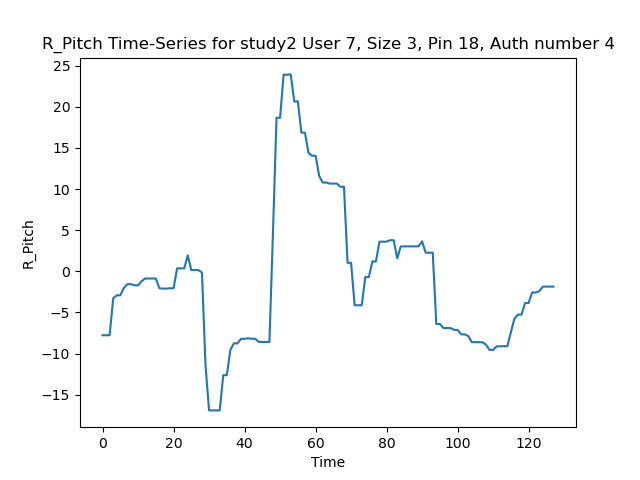 R_Pitch Time-Series for study2 User 7, Size 3, Pin 18, Auth number 4
25
20
15
10
5
0
−5
−10
−15
R_Pitch
0 20 40 60 80 100 120
Time